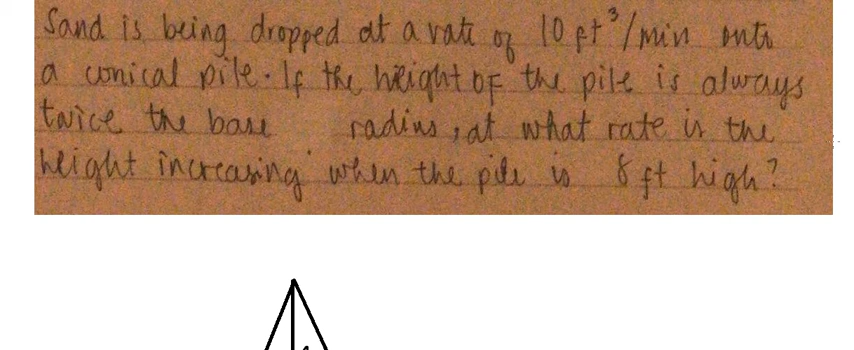 Sand is being dropped at a rate of 10 ft³/min onto
a conical pile. If the height of the pile is always
twice the base radius, at what rate is the
height increasing when the pile is 8 ft high?